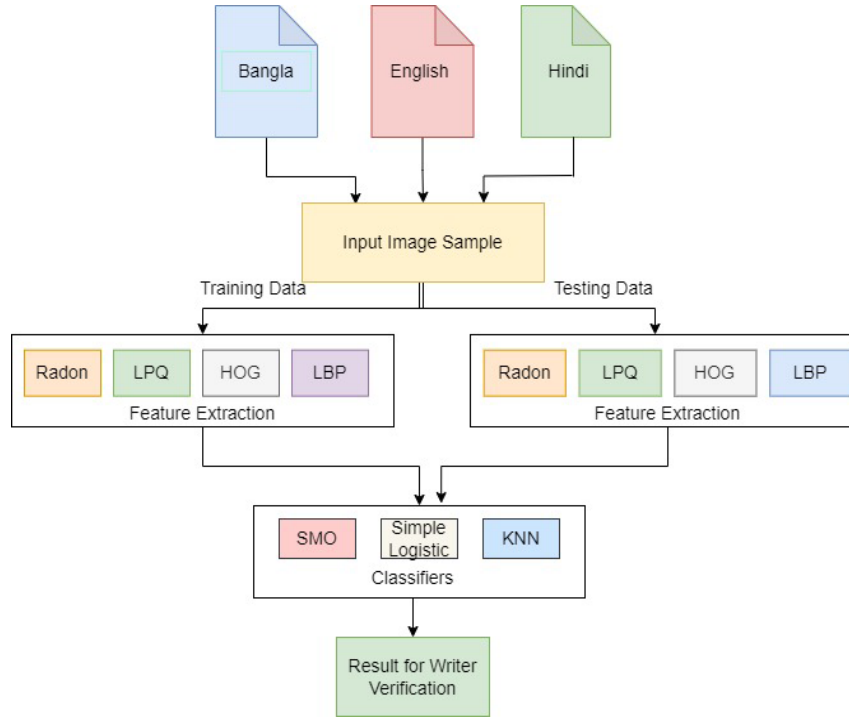 Bangla
English
Hindi
Input Image Sample
Training Data
Testing Data
Radon
LPQ
HOG
LBP
Feature Extraction
Radon
LPQ
HOG
LBP
Feature Extraction
SMO
Simple
Logistic
KNN
Classifiers
Result for Writer
Verification